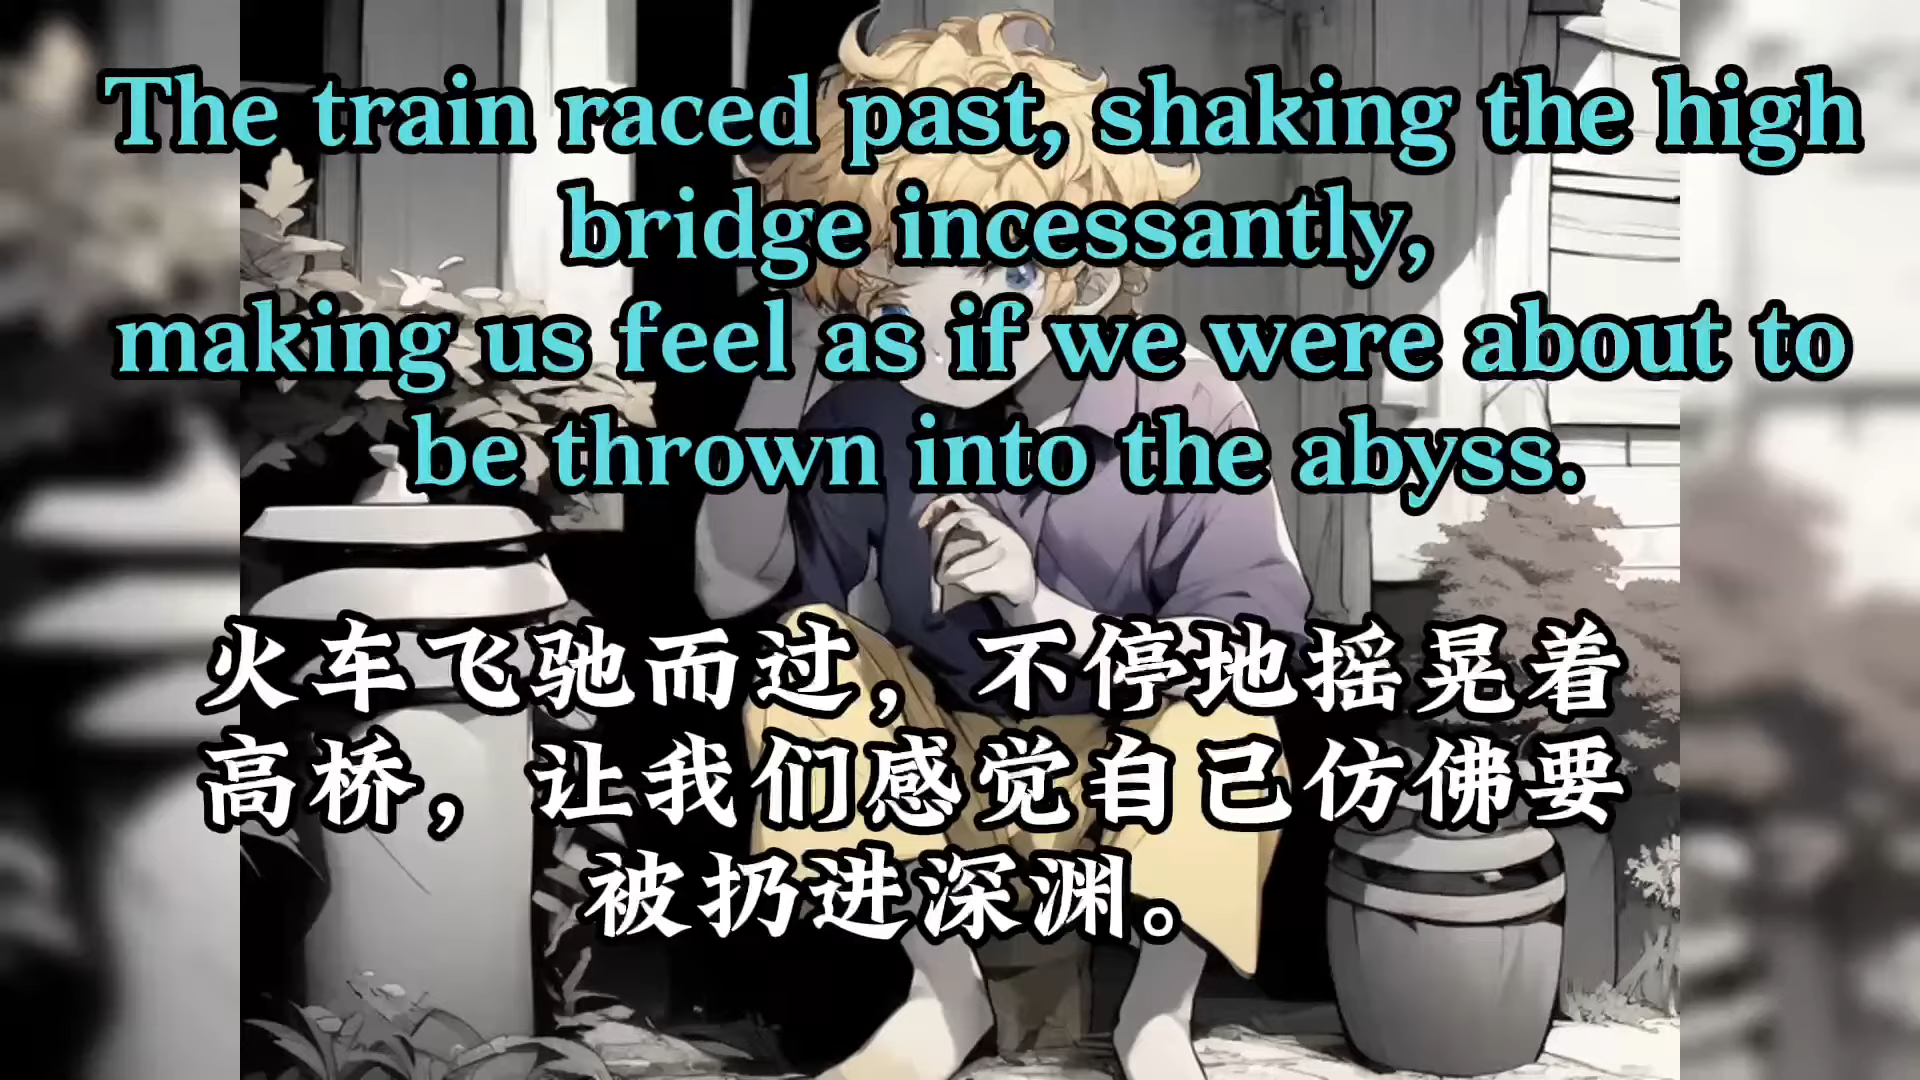 The train raced past, shaking the high
bridge incessantly,
making us feel as if we were about to
be thrown into the abyss.
火车飞驰而过，不停地摇晃着
高桥，让我们感觉自己仿佛要
被扔进深渊。